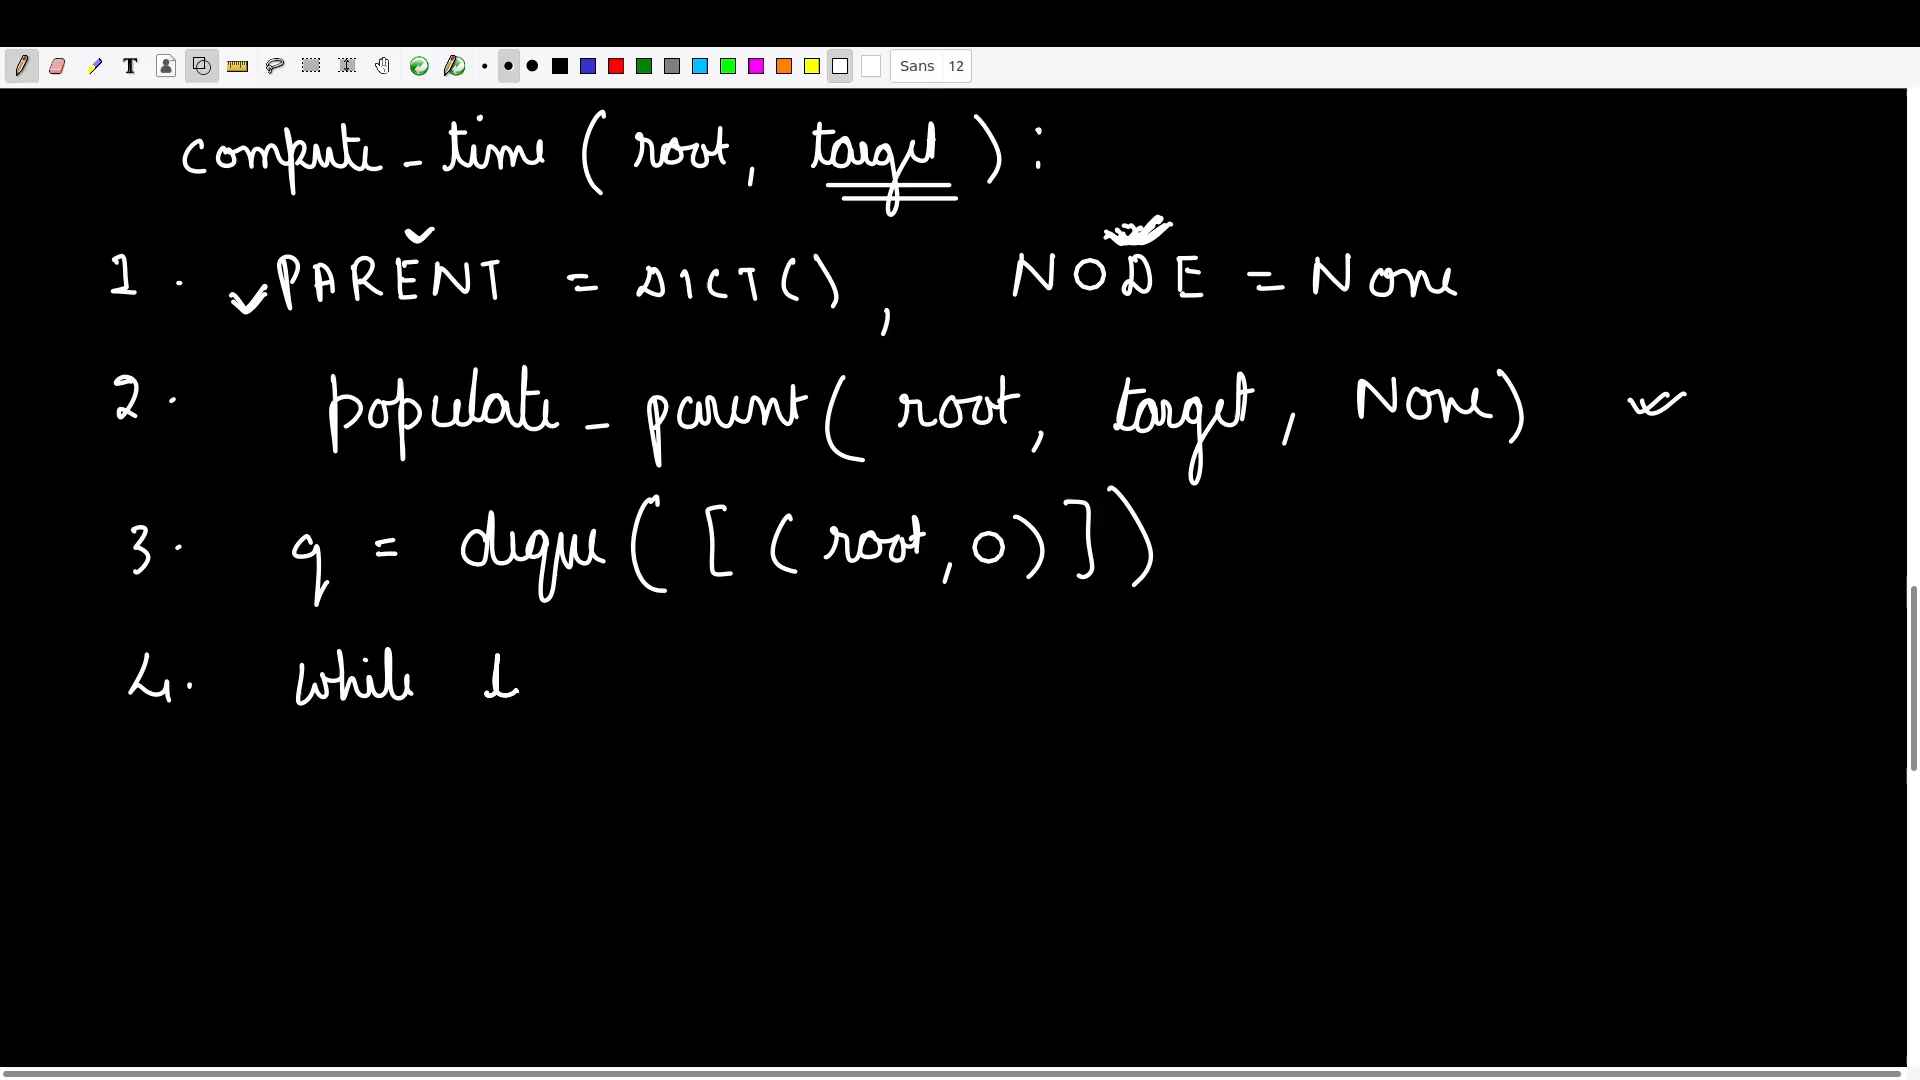 Sans 12
compute_time(root, target):
1. PARENT = DICT(), NODE = None
2. populate_parent(root, target, None)
3. q = deque([(root, 0)])
4. while l